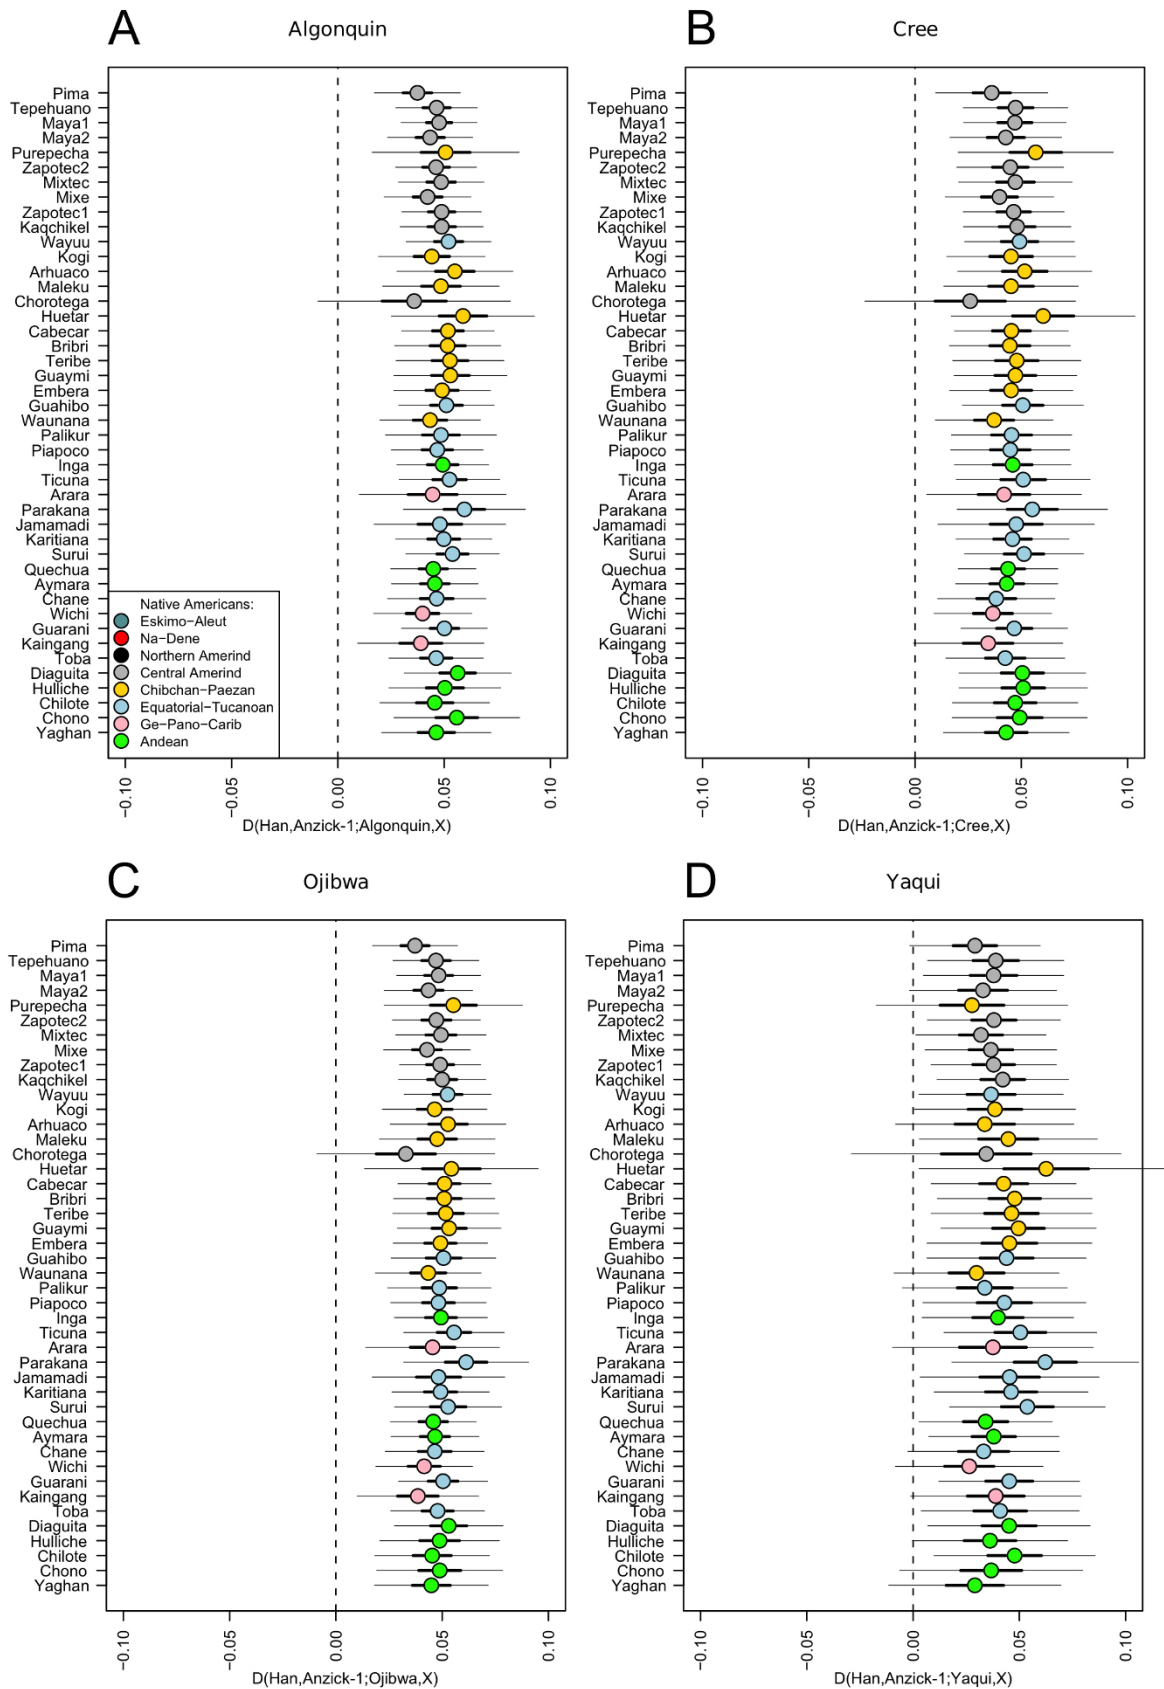 A
Algonquin
Pima
Tepehuano
Maya1
Maya2
Purepecha
Zapotec2
Mixtec
Mixe
Zapotec1
Kaqchikel
Wayuu
Kogi
Arhuaco
Maleku
Chorotega
Huetar
Cabecar
Bribri
Teribe
Guaymi
Embera
Guahibo
Waunana
Palikur
Piapoco
Inga
Ticuna
Arara
Parakana
Jamamadi
Karitiana
Surui
Quechua
Aymara
Chane
Wichi
Guarani
Kaingang
Toba
Diaguita
Hulliche
Chilote
Chono
Yaghan
Native Americans:
Eskimo−Aleut
Na−Dene
Northern Amerind
Central Amerind
Chibchan−Paezan
Equatorial−Tucanoan
Ge−Pano−Carib
Andean
−0.10
−0.05
0.00
0.05
0.10
D(Han,Anzick-1;Algonquin,X)
B
Cree
Pima
Tepehuano
Maya1
Maya2
Purepecha
Zapotec2
Mixtec
Mixe
Zapotec1
Kaqchikel
Wayuu
Kogi
Arhuaco
Maleku
Chorotega
Huetar
Cabecar
Bribri
Teribe
Guaymi
Embera
Guahibo
Waunana
Palikur
Piapoco
Inga
Ticuna
Arara
Parakana
Jamamadi
Karitiana
Surui
Quechua
Aymara
Chane
Wichi
Guarani
Kaingang
Toba
Diaguita
Hulliche
Chilote
Chono
Yaghan
−0.10
−0.05
0.00
0.05
0.10
D(Han,Anzick-1;Cree,X)
C
Ojibwa
Pima
Tepehuano
Maya1
Maya2
Purepecha
Zapotec2
Mixtec
Mixe
Zapotec1
Kaqchikel
Wayuu
Kogi
Arhuaco
Maleku
Chorotega
Huetar
Cabecar
Bribri
Teribe
Guaymi
Embera
Guahibo
Waunana
Palikur
Piapoco
Inga
Ticuna
Arara
Parakana
Jamamadi
Karitiana
Surui
Quechua
Aymara
Chane
Wichi
Guarani
Kaingang
Toba
Diaguita
Hulliche
Chilote
Chono
Yaghan
−0.10
−0.05
0.00
0.05
0.10
D(Han,Anzick-1;Ojibwa,X)
D
Yaqui
Pima
Tepehuano
Maya1
Maya2
Purepecha
Zapotec2
Mixtec
Mixe
Zapotec1
Kaqchikel
Wayuu
Kogi
Arhuaco
Maleku
Chorotega
Huetar
Cabecar
Bribri
Teribe
Guaymi
Embera
Guahibo
Waunana
Palikur
Piapoco
Inga
Ticuna
Arara
Parakana
Jamamadi
Karitiana
Surui
Quechua
Aymara
Chane
Wichi
Guarani
Kaingang
Toba
Diaguita
Hulliche
Chilote
Chono
Yaghan
−0.10
−0.05
0.00
0.05
0.10
D(Han,Anzick-1;Yaqui,X)